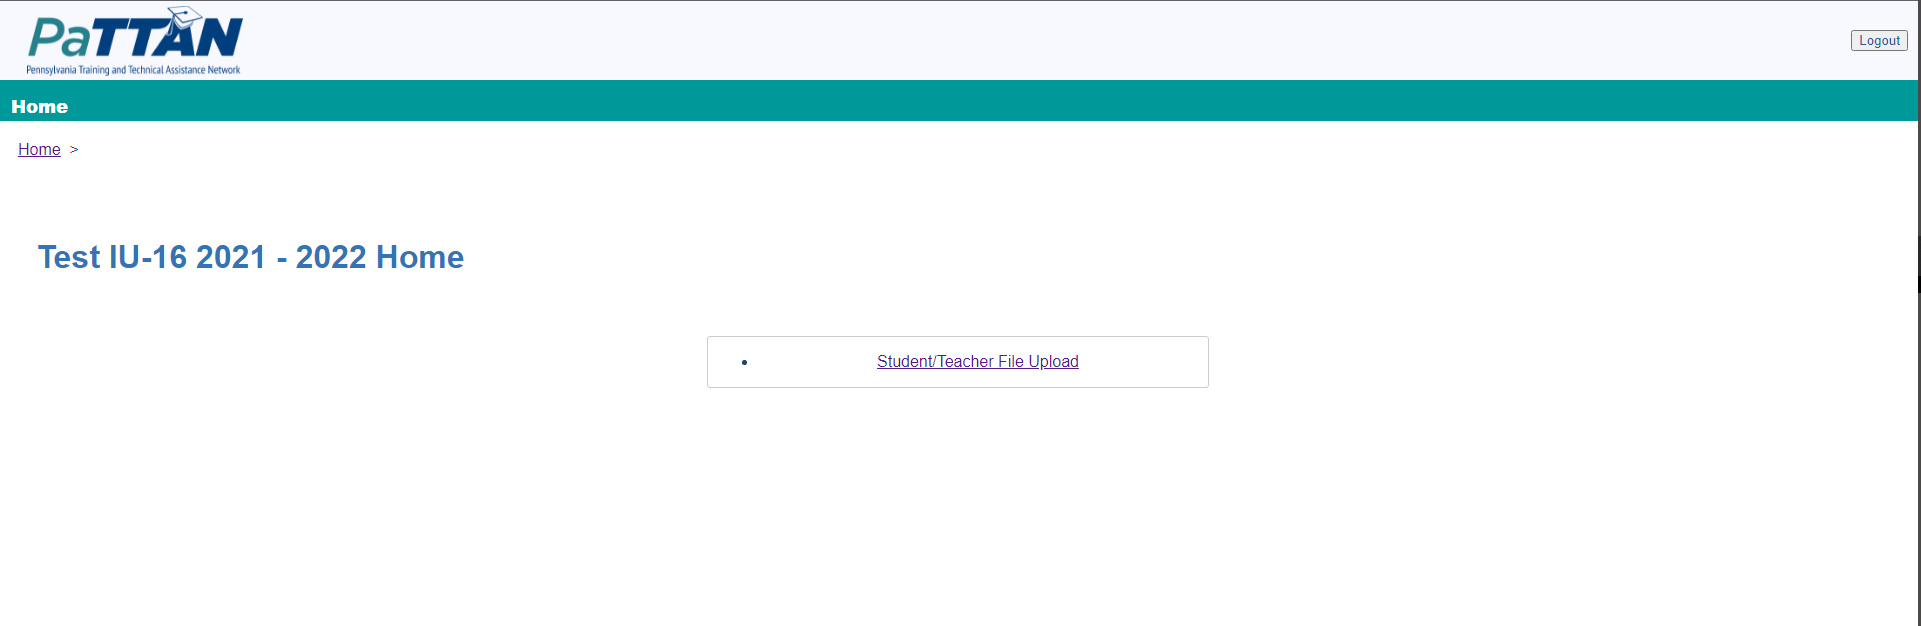 PaTTAN
Pennsylvania Training and Technical Assistance Network
Logout
Home
Home >
Test IU-16 2021 - 2022 Home
• Student/Teacher File Upload